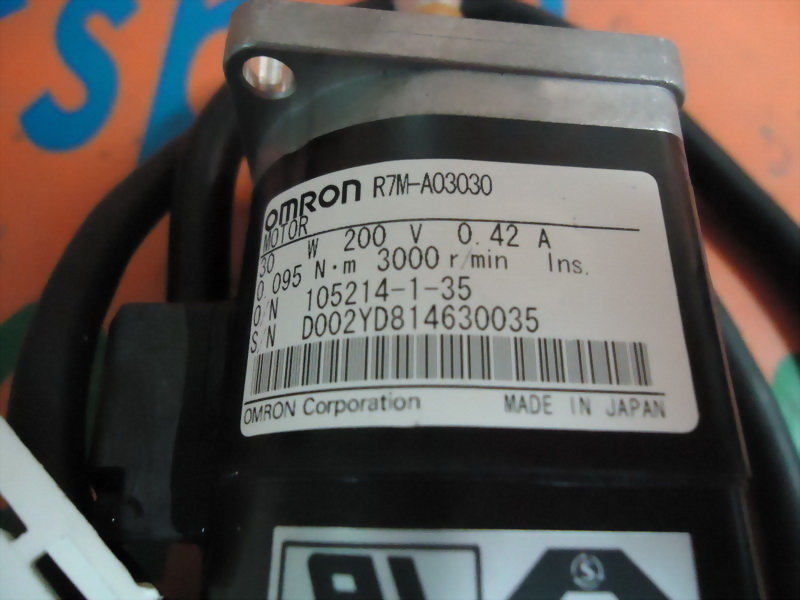 OMRON R7M-A03030
MOTOR
30 W 200 V 0.42 A
0.095 N·m 3000 r/min Ins.
O/N 105214-1-35
S/N D002YD814630035
OMRON Corporation MADE IN JAPAN